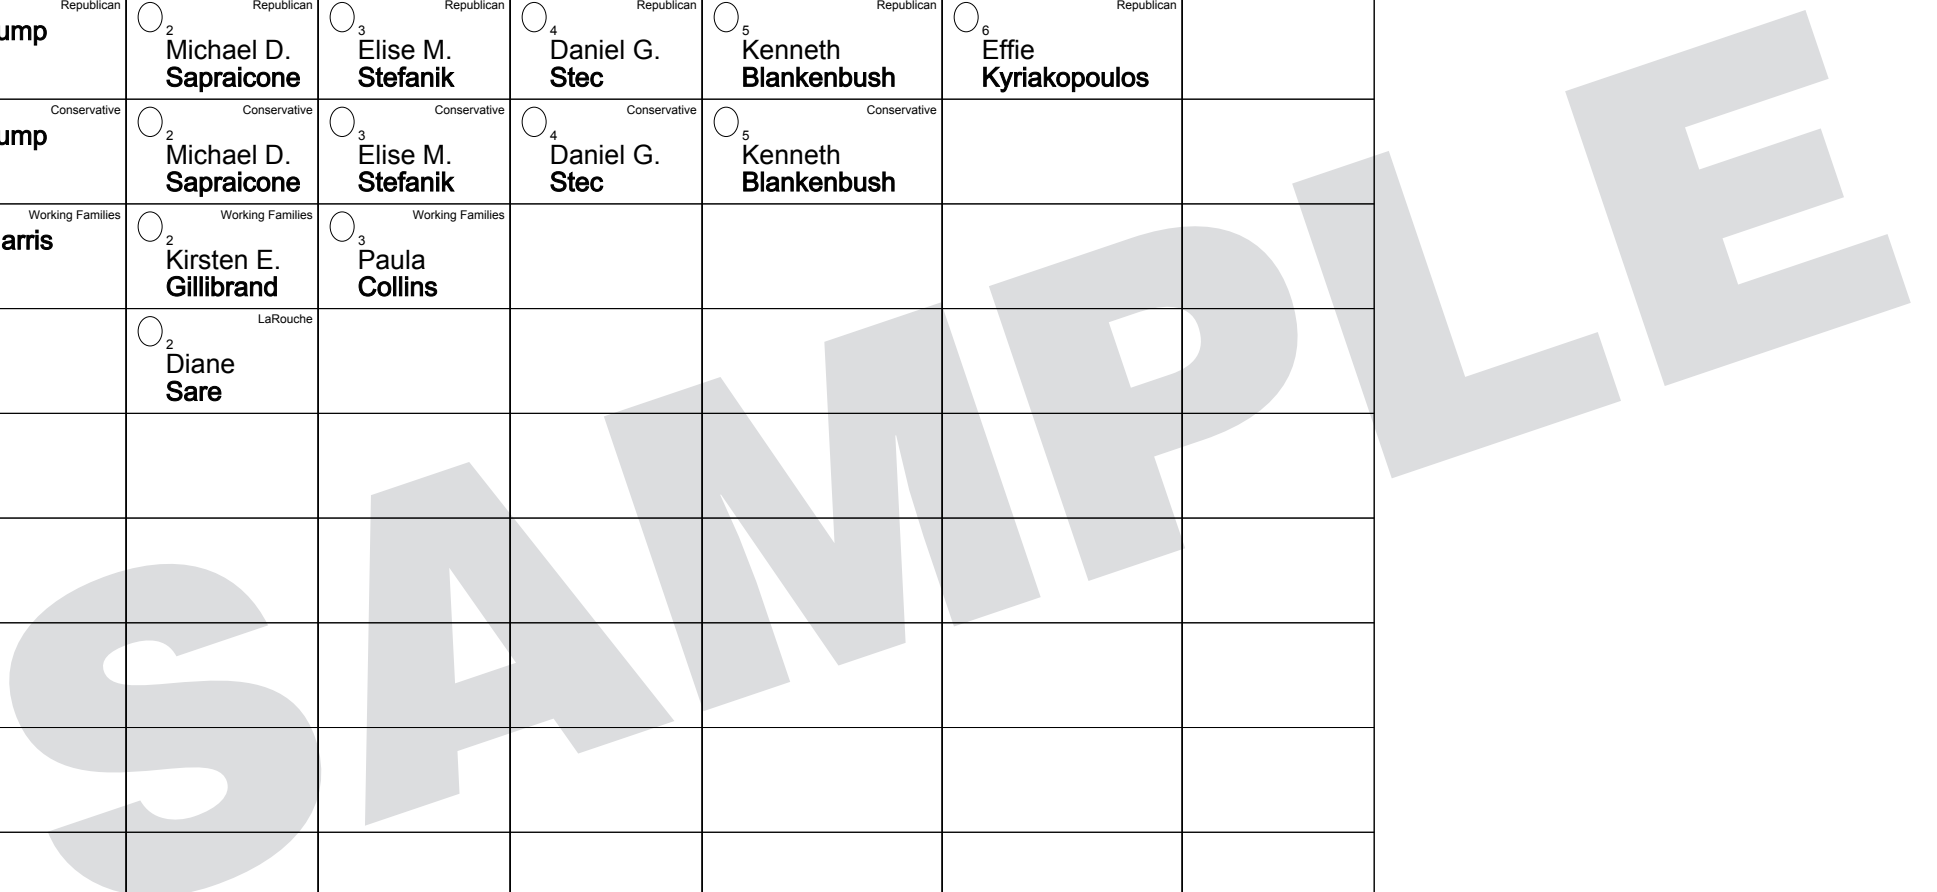 Republican Republican Republican Republican Republican Republican
ump 2 3 4 5 6
Michael D. Elise M. Daniel G. Kenneth Effie
Sapraicone Stefanik Stec Blankenbush Kyriakopoulos
Conservative Conservative Conservative Conservative Conservative
ump 2 3 4 5
Michael D. Elise M. Daniel G. Kenneth
Sapraicone Stefanik Stec Blankenbush
Working Families Working Families Working Families
arris 2 3
Kirsten E. Paula
Gillibrand Collins
LaRouche
2
Diane
Sare
SAMPLE